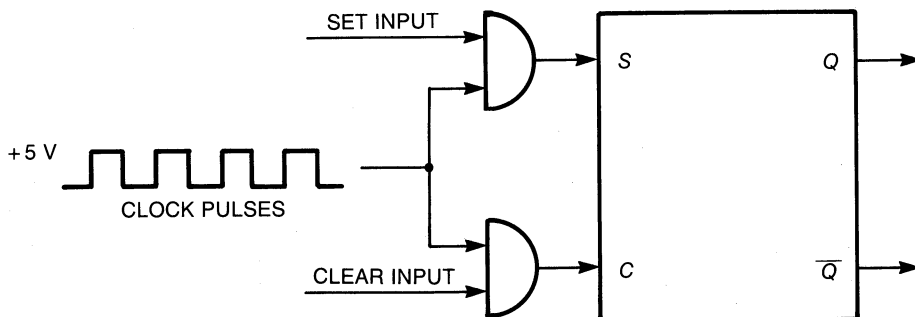 SET INPUT
S
Q
+5 V
CLOCK PULSES
CLEAR INPUT
C
Q̅